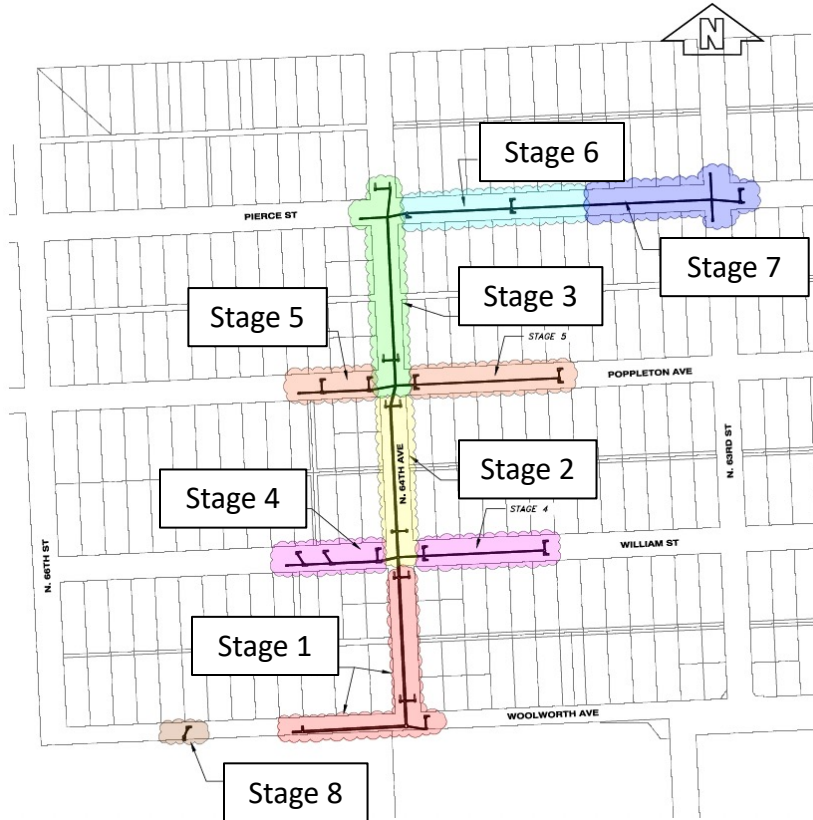 N
Stage 6
PIERCE ST
Stage 7
Stage 3
Stage 5
STAGE 5
POPPLETON AVE
N. 63RD ST
N. 64TH AVE
Stage 2
Stage 4
STAGE 4
WILLIAM ST
N. 66TH ST
Stage 1
WOOLWORTH AVE
Stage 8